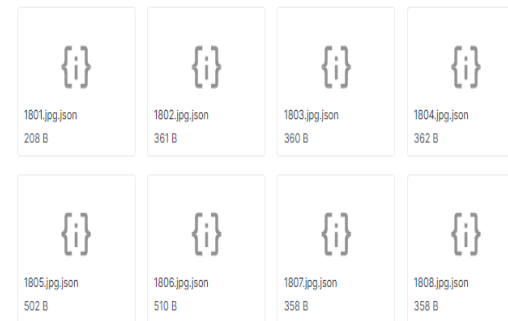 1801.jpg.json
208 B
1802.jpg.json
361 B
1803.jpg.json
360 B
1804.jpg.json
362 B
1805.jpg.json
502 B
1806.jpg.json
510 B
1807.jpg.json
358 B
1808.jpg.json
358 B